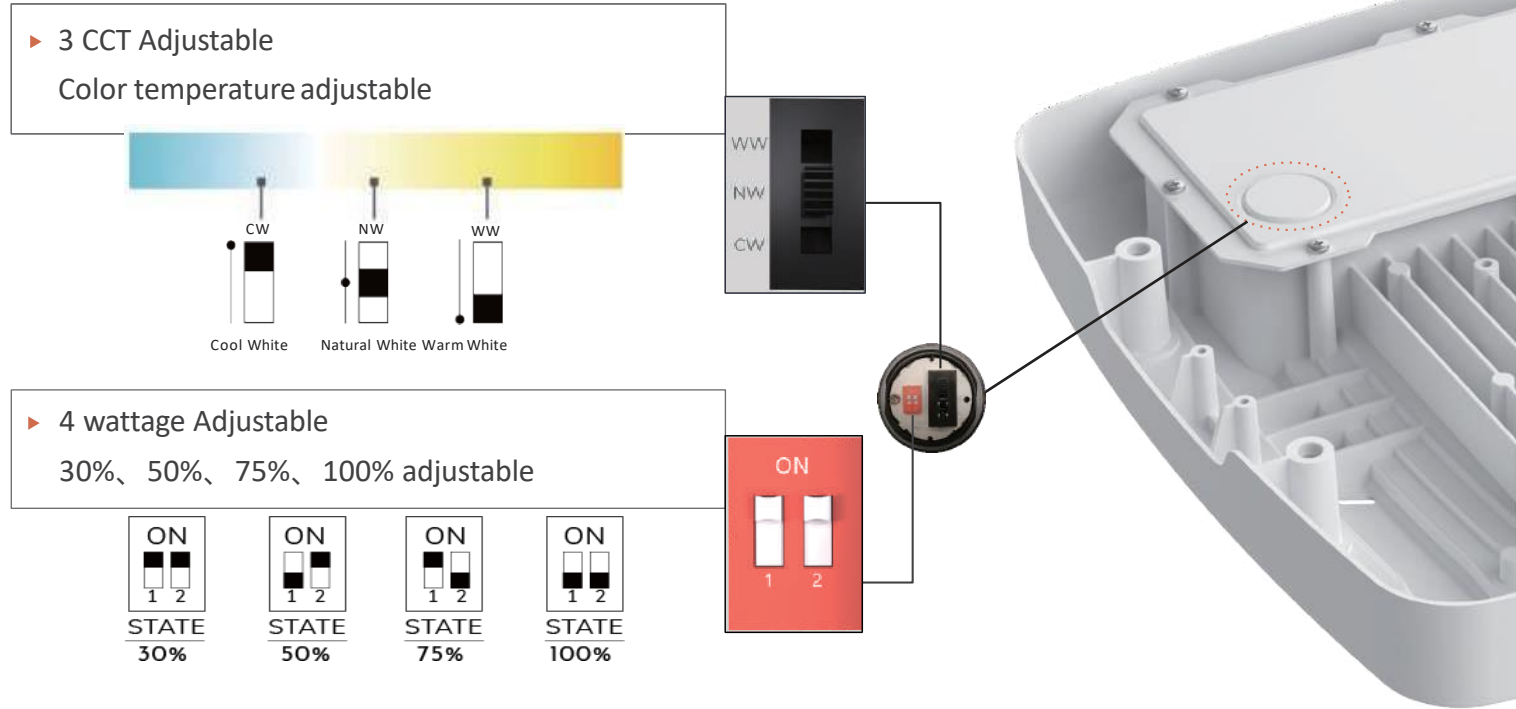 3 CCT Adjustable
Color temperature adjustable
CW
NW
WW
Cool White
Natural White
Warm White
WW
NW
CW
4 wattage Adjustable
30%、50%、75%、100% adjustable
ON
1 2
STATE
30%
ON
1 2
STATE
50%
ON
1 2
STATE
75%
ON
1 2
STATE
100%
ON
1 2